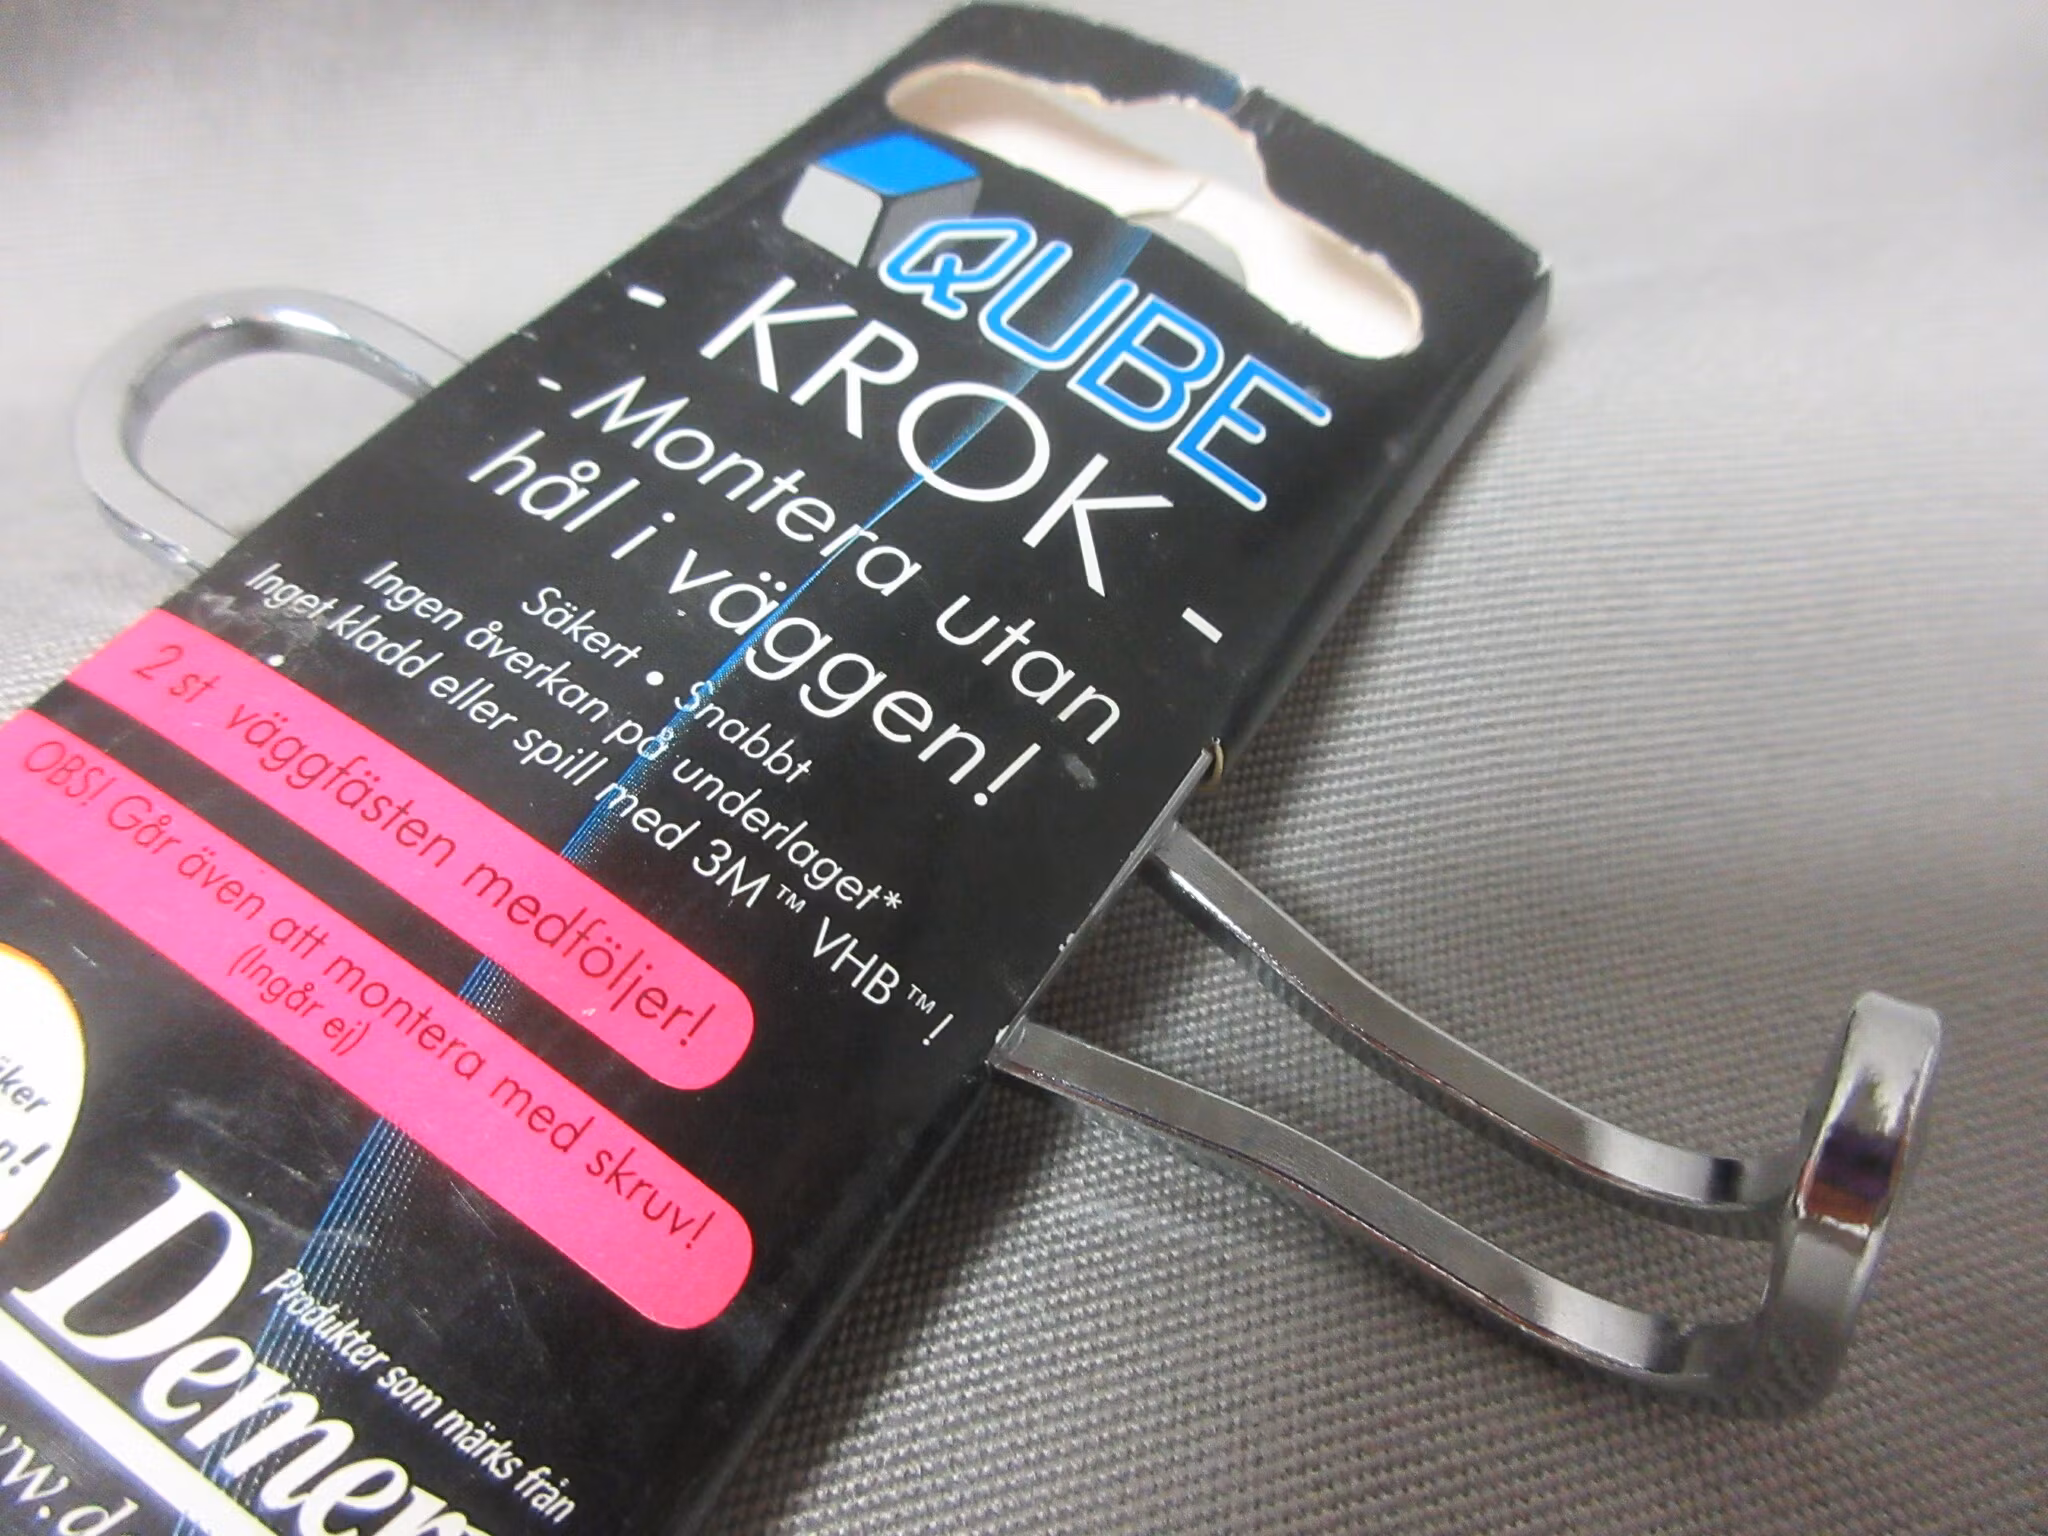 QUBE
- KROK -
- Montera utan
hål i väggen!
Säkert • Snabbt
Ingen åverkan på underlaget*
Inget kladd eller spill med 3M™ VHB™!
2 st väggfästen medföljer!
OBS! Går även att montera med skruv!
(Ingår ej)
Produkter som märks från